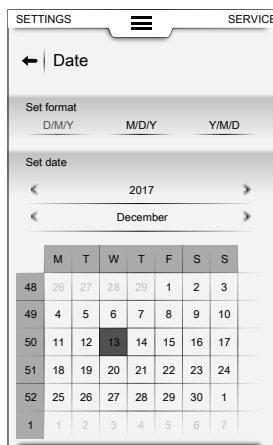 SETTINGS SERVICE
Date
Set format
D/M/Y M/D/Y Y/M/D
Set date
2017
December
M T W T F S S
48 26 27 28 29 1 2 3
49 4 5 6 7 8 9 10
50 11 12 13 14 15 16 17
51 18 19 20 21 22 23 24
52 25 26 27 28 29 30 1
1 1 2 3 4 5 6 7